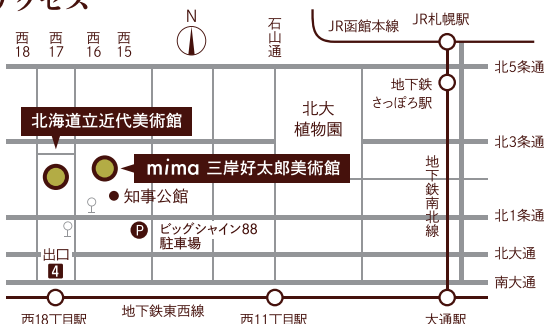 アクセス
N
西
18
西
17
西
16
西
15
石
山
通
JR函館本線
JR札幌駅
北5条通
地下鉄
さっぽろ駅
北大
植物園
北海道立近代美術館
北3条通
mima 三岸好太郎美術館
地下鉄南北線
知事公館
北1条通
P
ビッグシャイン88
駐車場
出口
4
北大通
南大通
地下鉄東西線
西18丁目駅
西11丁目駅
大通駅